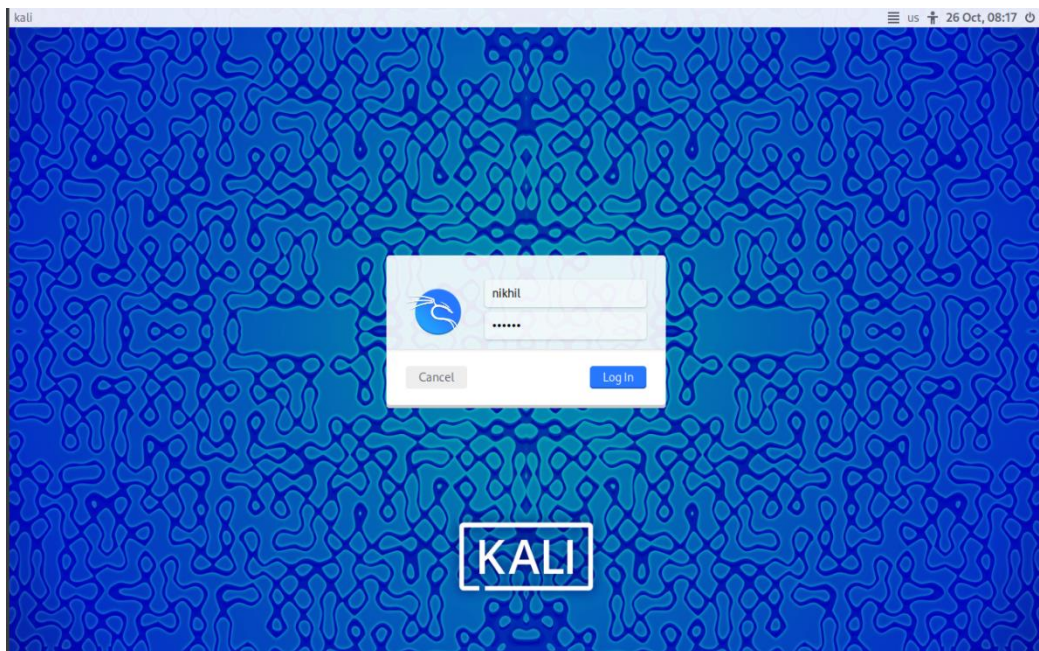 kali
us 26 Oct, 08:17
nikhil
••••••
Cancel
Log In
KALI